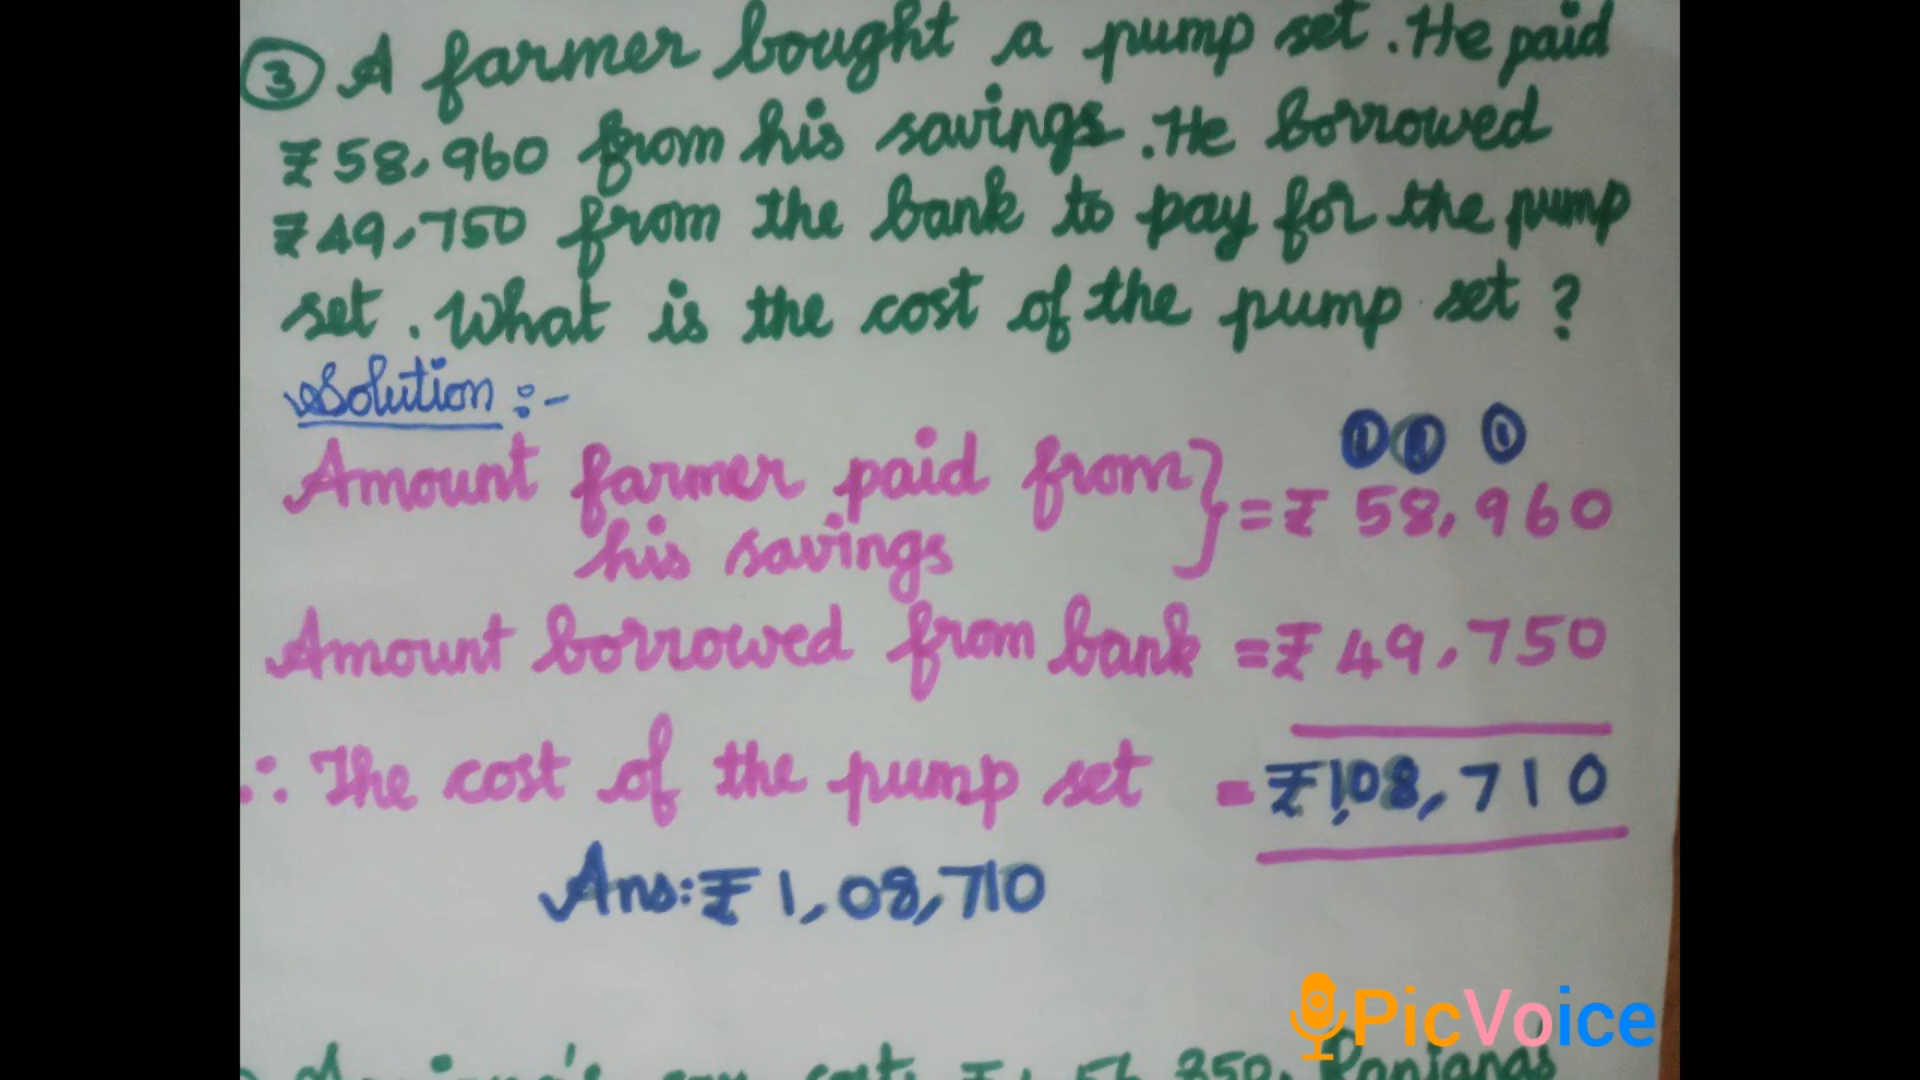 3 A farmer bought a pump set. He paid
₹58,960 from his savings. He borrowed
₹49,750 from the bank to pay for the pump
set. What is the cost of the pump set?
Solution :-
1 1 1
Amount farmer paid from } = ₹ 58,960
his savings
Amount borrowed from bank = ₹ 49,750
∴ The cost of the pump set = ₹1,08,710
Ans: ₹ 1,08,710
PicVoice